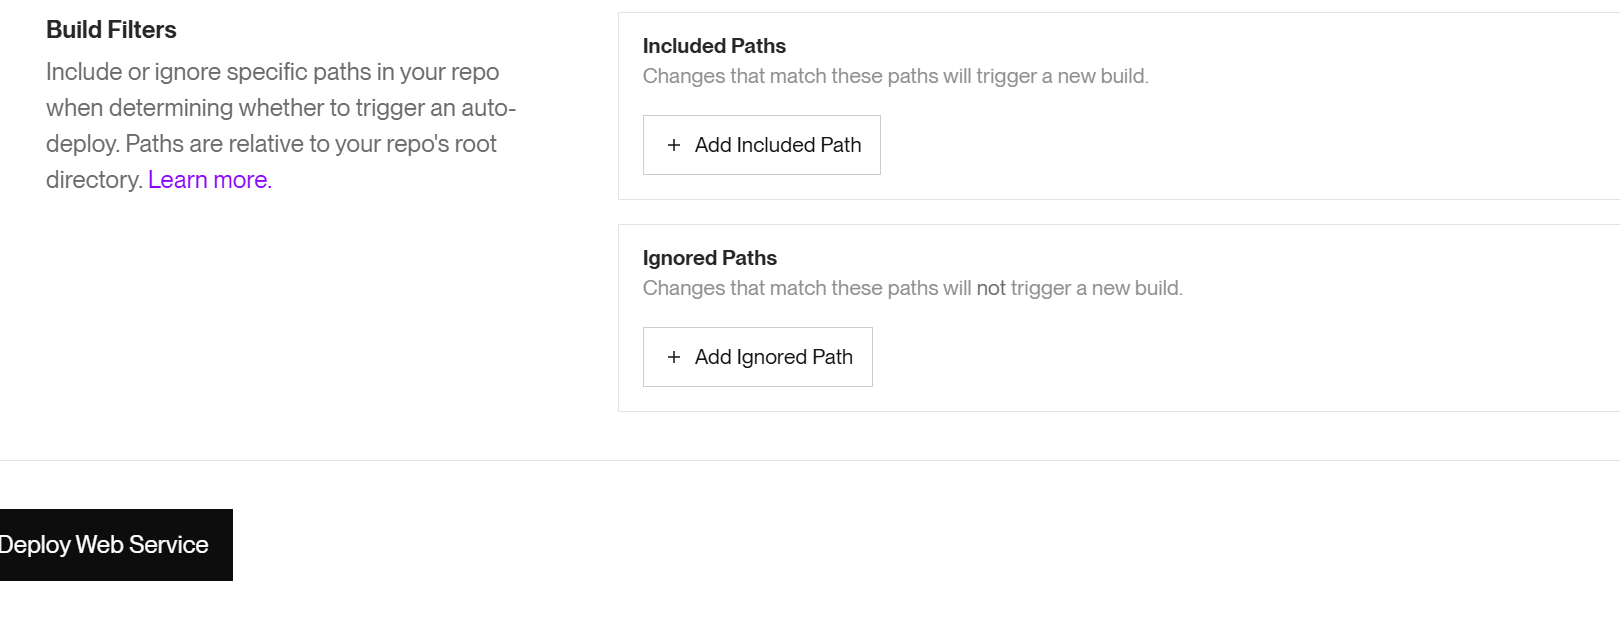 Build Filters
Include or ignore specific paths in your repo
when determining whether to trigger an auto-
deploy. Paths are relative to your repo's root
directory. Learn more.
Included Paths
Changes that match these paths will trigger a new build.
+ Add Included Path
Ignored Paths
Changes that match these paths will not trigger a new build.
+ Add Ignored Path
Deploy Web Service